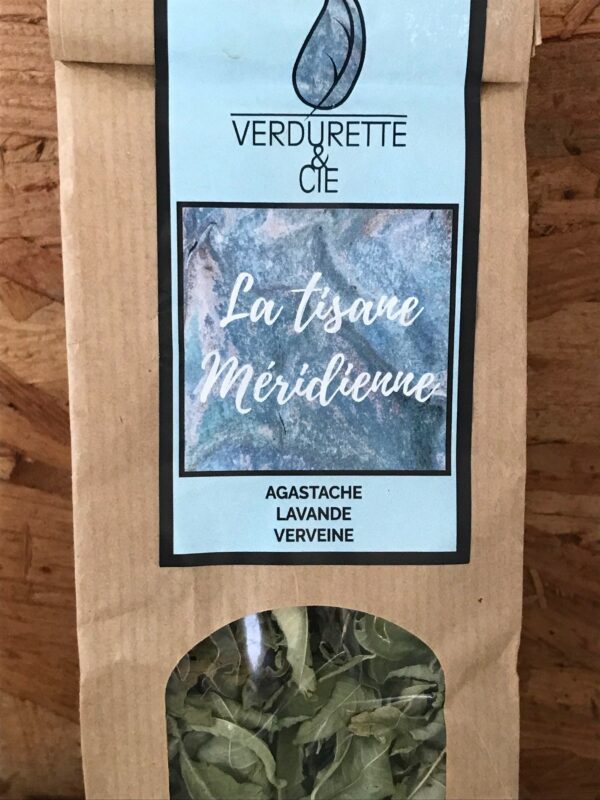 VERDURETTE
&
CIE
La tisane
Méridienne
AGASTACHE
LAVANDE
VERVEINE